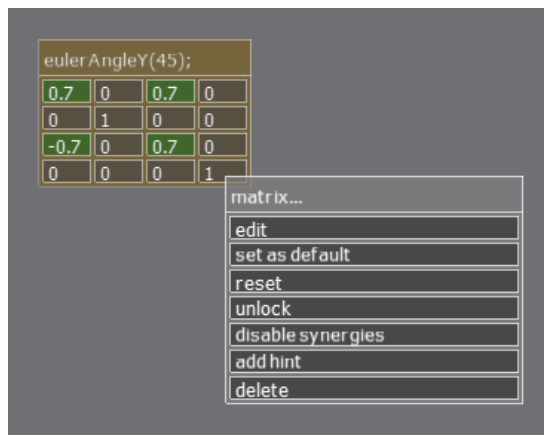 eulerAngleY(45);
0.7 0 0.7 0
0 1 0 0
-0.7 0 0.7 0
0 0 0 1
matrix...
edit
set as default
reset
unlock
disable synergies
add hint
delete